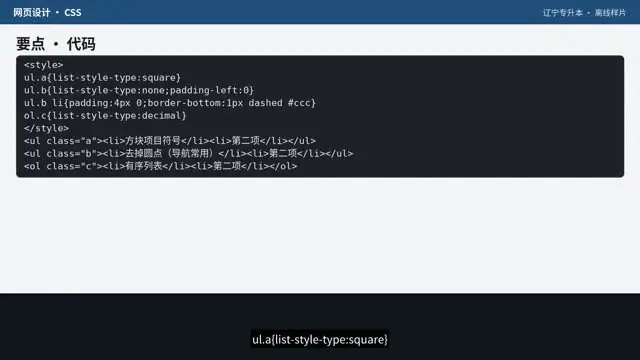 网页设计 • CSS
辽宁专升本 • 离线样片
要点 • 代码
<style>
ul.a{list-style-type:square}
ul.b{list-style-type:none;padding-left:0}
ul.b li{padding:4px 0;border-bottom:1px dashed #ccc}
ol.c{list-style-type:decimal}
</style>
<ul class="a"><li>方块项目符号</li><li>第二项</li></ul>
<ul class="b"><li>去掉圆点（导航常用）</li><li>第二项</li></ul>
<ol class="c"><li>有序列表</li><li>第二项</li></ol>
ul.a{list-style-type:square}